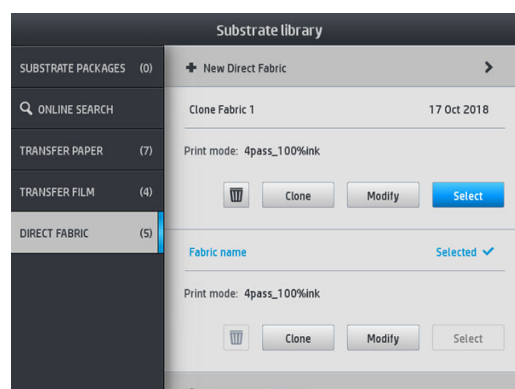 Substrate library
SUBSTRATE PACKAGES (0)
ONLINE SEARCH
TRANSFER PAPER (7)
TRANSFER FILM (4)
DIRECT FABRIC (5)
New Direct Fabric
Clone Fabric 1 17 Oct 2018
Print mode: 4pass_100%ink
Clone Modify Select
Fabric name Selected
Print mode: 4pass_100%ink
Clone Modify Select